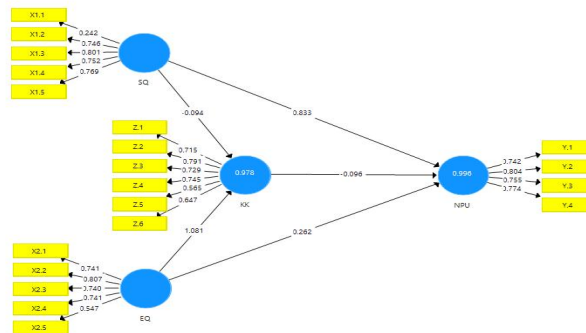 X1.1
X1.2
X1.3
X1.4
X1.5
0.242
0.746
0.801
0.752
0.769
SQ
-0.094
0.833
Z.1
Z.2
Z.3
Z.4
Z.5
Z.6
0.715
0.791
0.729
0.745
0.565
0.647
0.978
KK
-0.096
0.996
NPU
0.742
0.804
0.755
0.774
Y.1
Y.2
Y.3
Y.4
1.081
0.262
X2.1
X2.2
X2.3
X2.4
X2.5
0.741
0.807
0.740
0.741
0.547
EQ